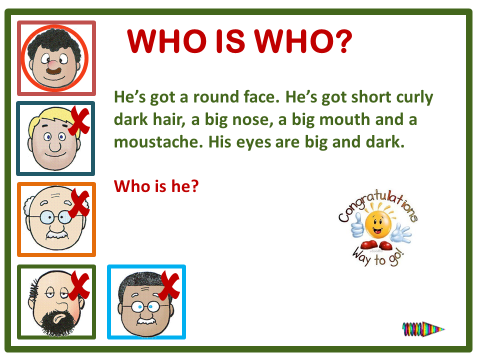 WHO IS WHO?
He's got a round face. He's got short curly
dark hair, a big nose, a big mouth and a
moustache. His eyes are big and dark.
Who is he?
Congratulations
Way to go!